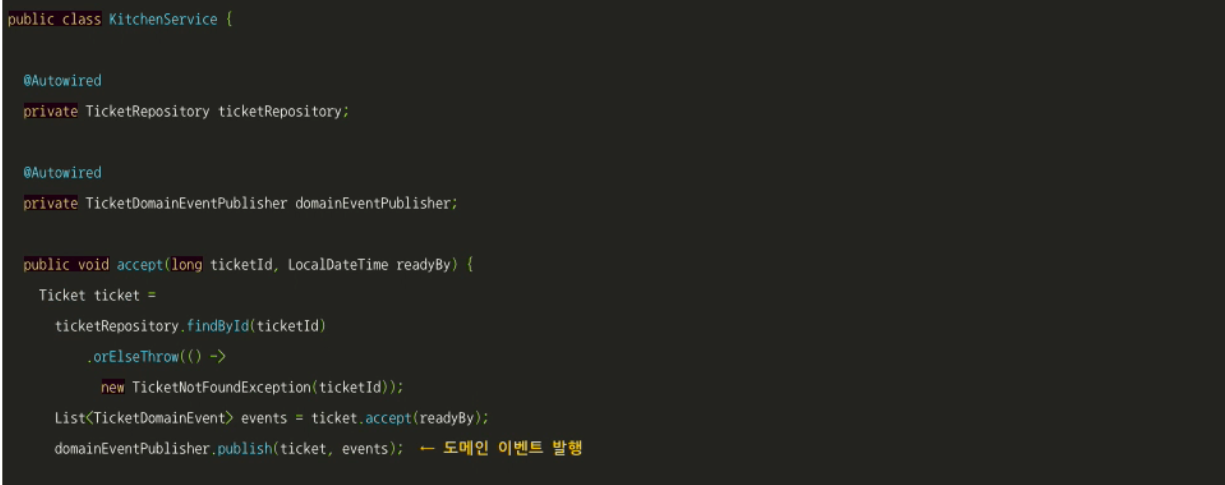 public class KitchenService {
@Autowired
private TicketRepository ticketRepository;
@Autowired
private TicketDomainEventPublisher domainEventPublisher;
public void accept(long ticketId, LocalDateTime readyBy) {
Ticket ticket =
ticketRepository.findById(ticketId)
.orElseThrow(() ->
new TicketNotFoundException(ticketId));
List<TicketDomainEvent> events = ticket.accept(readyBy);
domainEventPublisher.publish(ticket, events); ← 도메인 이벤트 발행